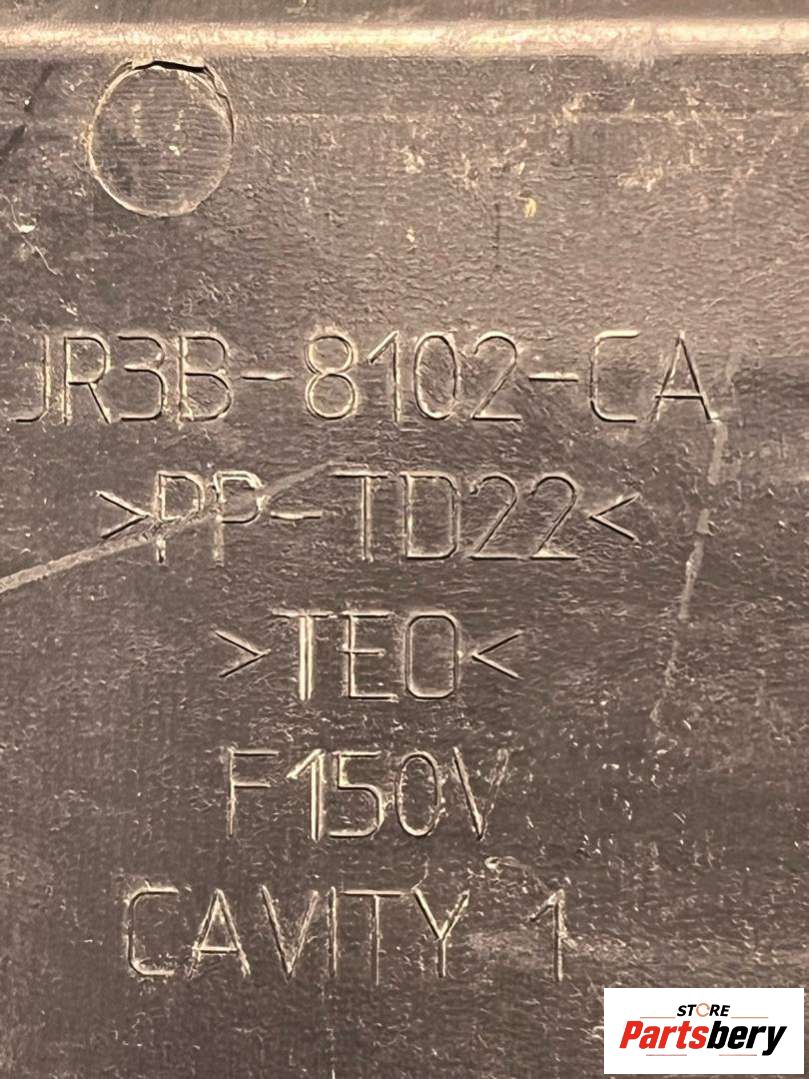 JR3B-8102-CA
>PP-TD22<
>TEO<
F150V
CAVITY 1
STORE
Partsbery